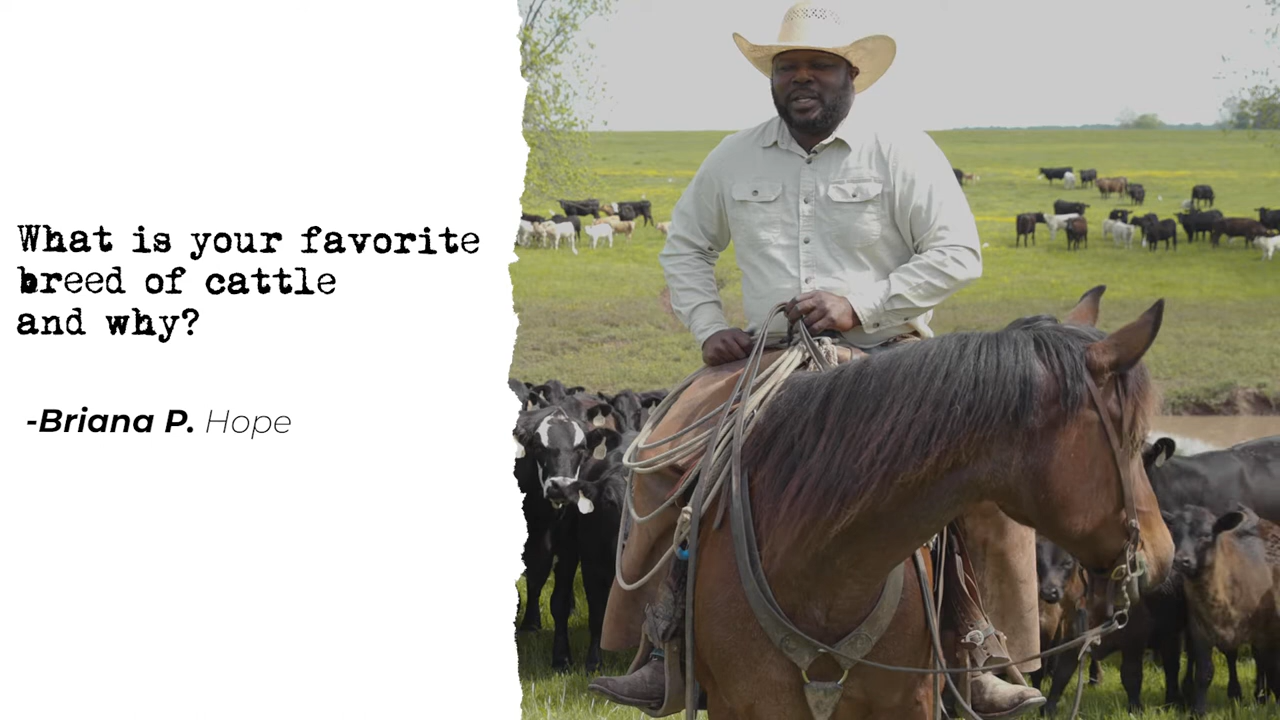 What is your favorite
breed of cattle
and why?
-Briana P. Hope